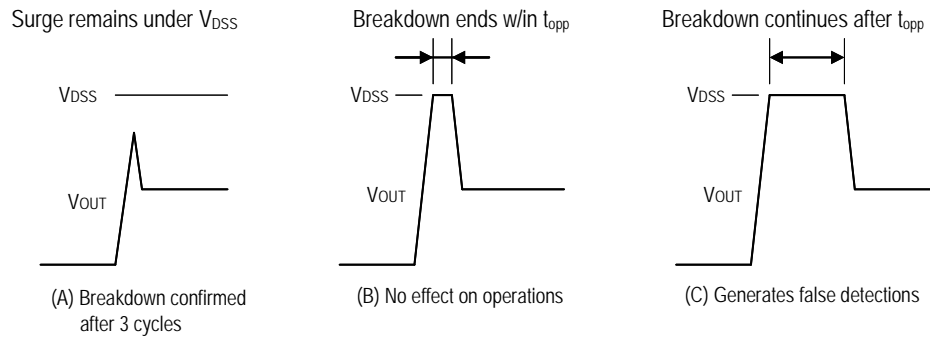 Surge remains under VDSS
Breakdown ends w/in topp
Breakdown continues after topp
VDSS
VDSS
VDSS
VOUT
VOUT
VOUT
(A) Breakdown confirmed
after 3 cycles
(B) No effect on operations
(C) Generates false detections